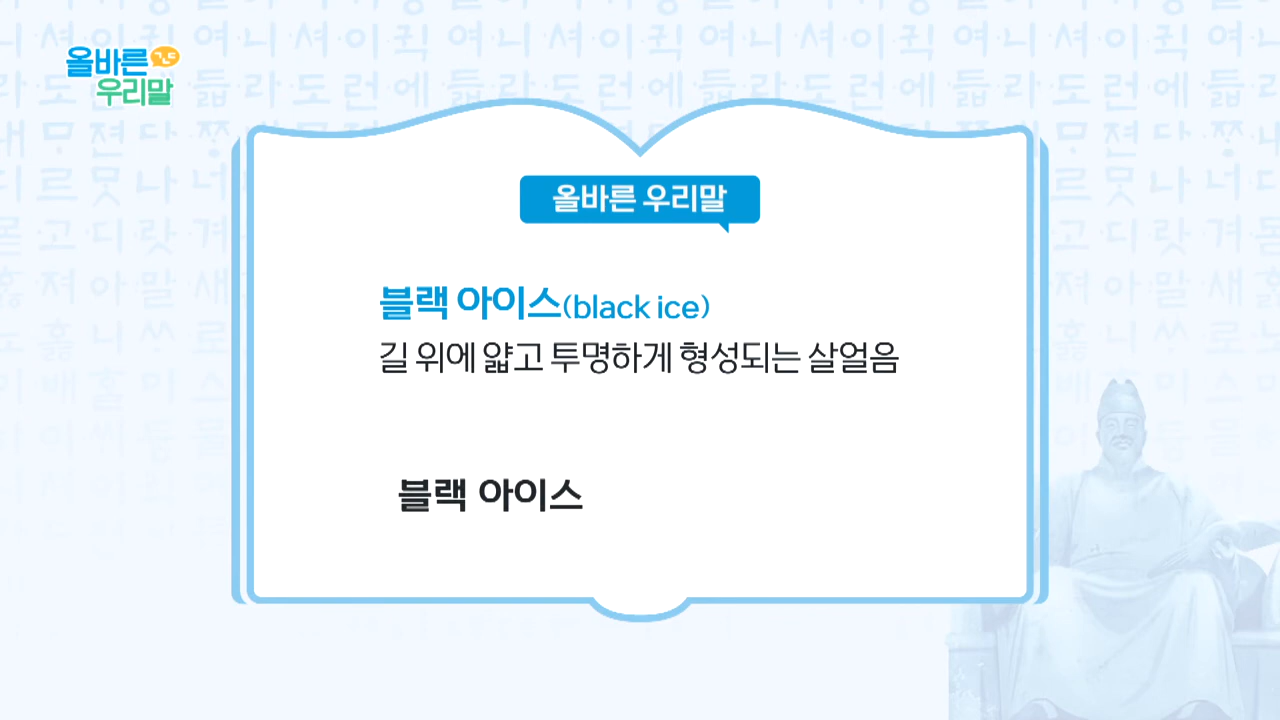 올바른
우리말
올바른 우리말
블랙 아이스(black ice)
길 위에 얇고 투명하게 형성되는 살얼음
블랙 아이스